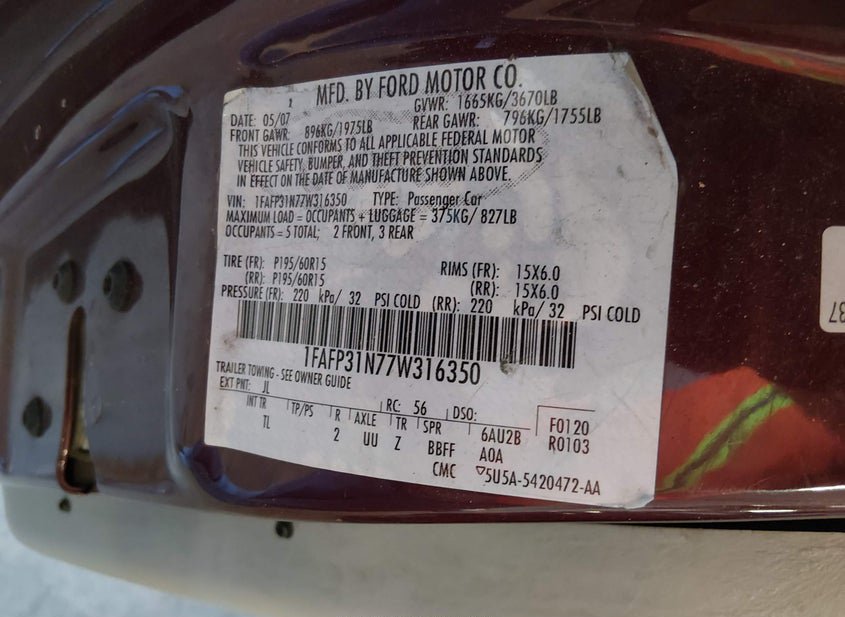 MFD. BY FORD MOTOR CO.
DATE: 05/07 GVWR: 1665KG/3670LB
FRONT GAWR: 896KG/1975LB REAR GAWR: 796KG/1755LB
THIS VEHICLE CONFORMS TO ALL APPLICABLE FEDERAL MOTOR
VEHICLE SAFETY, BUMPER, AND THEFT PREVENTION STANDARDS
IN EFFECT ON THE DATE OF MANUFACTURE SHOWN ABOVE.
VIN: 1FAFP31N77W316350 TYPE: Passenger Car
MAXIMUM LOAD = OCCUPANTS + LUGGAGE = 375KG/ 827LB
OCCUPANTS = 5 TOTAL; 2 FRONT, 3 REAR
TIRE (FR): P195/60R15 RIMS (FR): 15X6.0
(RR): P195/60R15 (RR): 15X6.0
PRESSURE (FR): 220 kPa/ 32 PSI COLD (RR): 220 kPa/ 32 PSI COLD
1FAFP31N77W316350
TRAILER TOWING - SEE OWNER GUIDE
EXT PNT: JL RC: 56 DSO: F0120
INT TR TP/PS R AXLE TR SPR 6AU2B R0103
TL 2 UU Z BBFF A0A
CMC 5U5A-5420472-AA
37